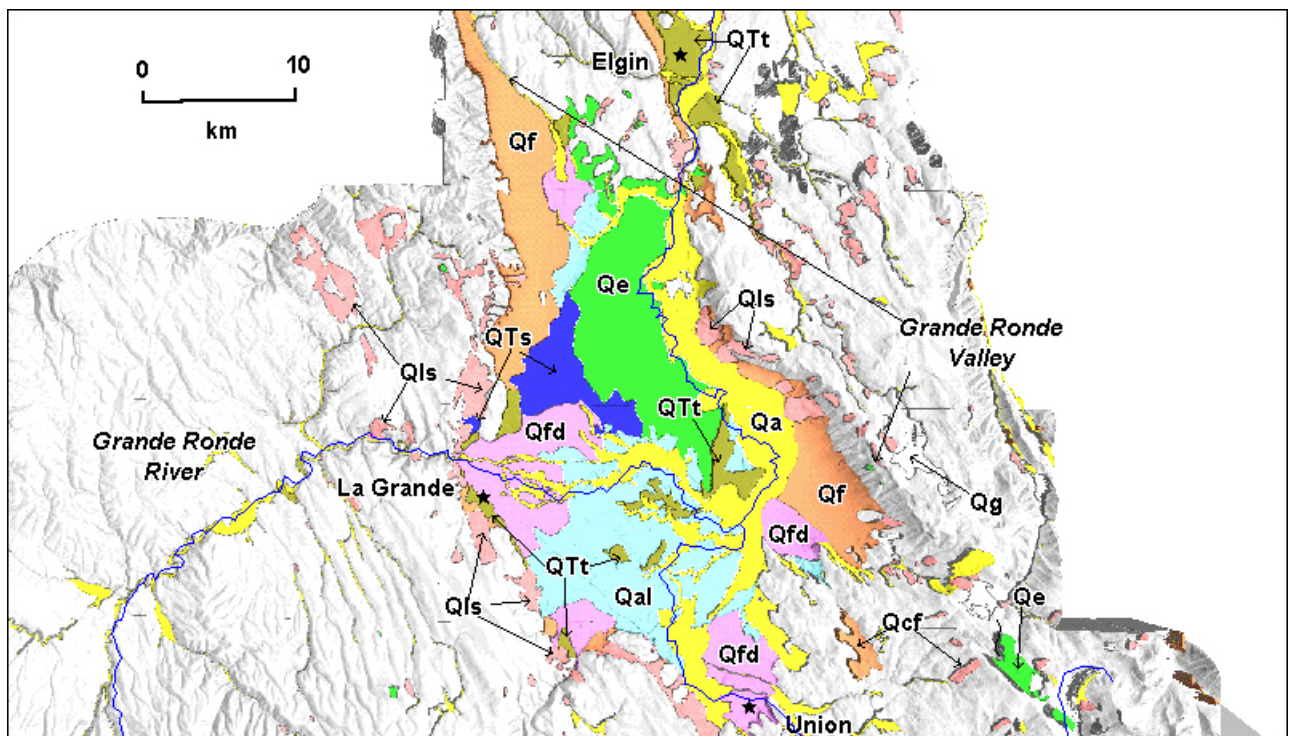 QTt
Elgin
0 10
km
Qf
Qe
Qls
Grande Ronde
Valley
QTs
Qls
QTt
Qa
Grande Ronde
River
Qfd
La Grande
Qf
Qg
Qfd
QTt
Qal
Qls
Qe
Qcf
Qfd
Union